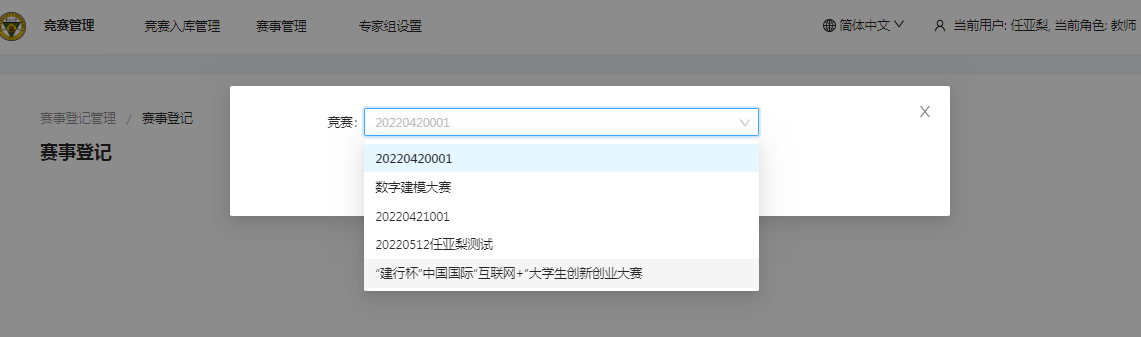 竞赛管理 竞赛入库管理 赛事管理 专家组设置 简体中文 当前用户: 任亚梨, 当前角色: 教师
赛事登记管理 / 赛事登记
赛事登记
竞赛: 20220420001 X
20220420001
数字建模大赛
20220421001
20220512任亚梨测试
“建行杯”中国国际“互联网+”大学生创新创业大赛